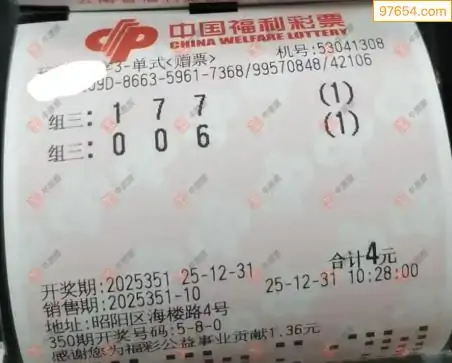 97654.com
中国福利彩票
CHINA WELFARE LOTTERY
3-单式<赠票>
机号:53041308
09D-8663-5961-7368/99570848/42106
组三: 1 7 7 (1)
组三: 0 0 6 (1)
合计4元
开奖期:2025351 25-12-31
25-12-31 10:28:00
销售期:2025351-10
地址:昭阳区海楼路4号
350期开奖号码:5-8-0
感谢您为福彩公益事业贡献1.36元